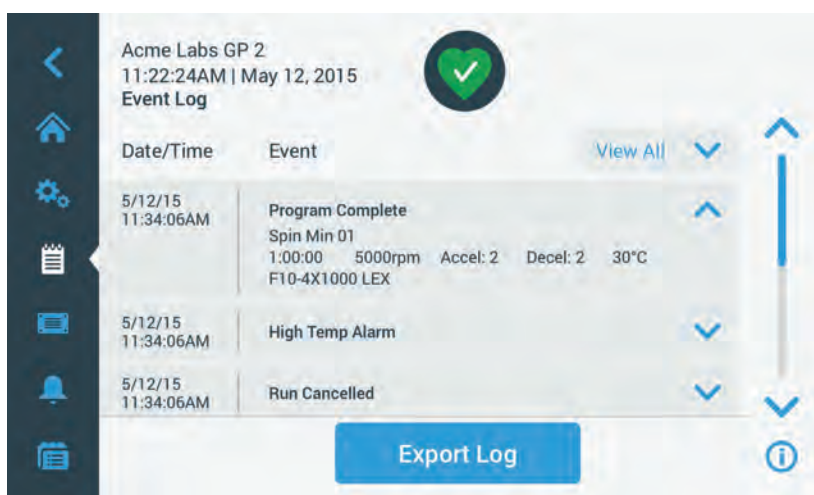 Acme Labs GP 2
11:22:24AM | May 12, 2015
Event Log
Date/Time Event View All
5/12/15
11:34:06AM
Program Complete
Spin Min 01
1:00:00 5000rpm Accel: 2 Decel: 2 30°C
F10-4X1000 LEX
5/12/15
11:34:06AM
High Temp Alarm
5/12/15
11:34:06AM
Run Cancelled
Export Log